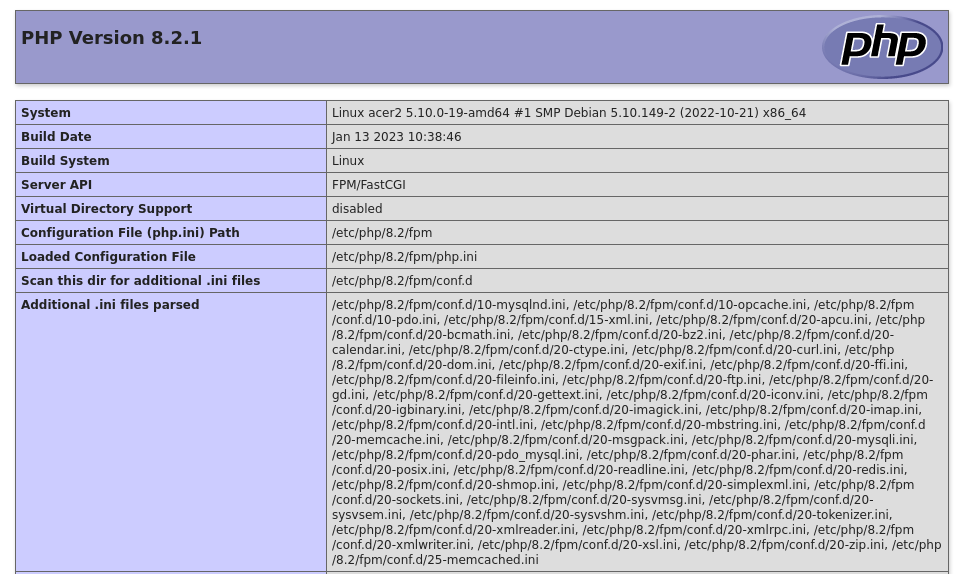 PHP Version 8.2.1
php
System Linux acer2 5.10.0-19-amd64 #1 SMP Debian 5.10.149-2 (2022-10-21) x86_64
Build Date Jan 13 2023 10:38:46
Build System Linux
Server API FPM/FastCGI
Virtual Directory Support disabled
Configuration File (php.ini) Path /etc/php/8.2/fpm
Loaded Configuration File /etc/php/8.2/fpm/php.ini
Scan this dir for additional .ini files /etc/php/8.2/fpm/conf.d
Additional .ini files parsed /etc/php/8.2/fpm/conf.d/10-mysqlnd.ini, /etc/php/8.2/fpm/conf.d/10-opcache.ini, /etc/php/8.2/fpm
/conf.d/10-pdo.ini, /etc/php/8.2/fpm/conf.d/15-xml.ini, /etc/php/8.2/fpm/conf.d/20-apcu.ini, /etc/php
/8.2/fpm/conf.d/20-bcmath.ini, /etc/php/8.2/fpm/conf.d/20-bz2.ini, /etc/php/8.2/fpm/conf.d/20-
calendar.ini, /etc/php/8.2/fpm/conf.d/20-ctype.ini, /etc/php/8.2/fpm/conf.d/20-curl.ini, /etc/php
/8.2/fpm/conf.d/20-dom.ini, /etc/php/8.2/fpm/conf.d/20-exif.ini, /etc/php/8.2/fpm/conf.d/20-ffi.ini,
/etc/php/8.2/fpm/conf.d/20-fileinfo.ini, /etc/php/8.2/fpm/conf.d/20-ftp.ini, /etc/php/8.2/fpm/conf.d/20-
gd.ini, /etc/php/8.2/fpm/conf.d/20-gettext.ini, /etc/php/8.2/fpm/conf.d/20-iconv.ini, /etc/php/8.2/fpm
/conf.d/20-igbinary.ini, /etc/php/8.2/fpm/conf.d/20-imagick.ini, /etc/php/8.2/fpm/conf.d/20-imap.ini,
/etc/php/8.2/fpm/conf.d/20-intl.ini, /etc/php/8.2/fpm/conf.d/20-mbstring.ini, /etc/php/8.2/fpm/conf.d
/20-memcache.ini, /etc/php/8.2/fpm/conf.d/20-msgpack.ini, /etc/php/8.2/fpm/conf.d/20-mysqli.ini,
/etc/php/8.2/fpm/conf.d/20-pdo_mysql.ini, /etc/php/8.2/fpm/conf.d/20-phar.ini, /etc/php/8.2/fpm
/conf.d/20-posix.ini, /etc/php/8.2/fpm/conf.d/20-readline.ini, /etc/php/8.2/fpm/conf.d/20-redis.ini,
/etc/php/8.2/fpm/conf.d/20-shmop.ini, /etc/php/8.2/fpm/conf.d/20-simplexml.ini, /etc/php/8.2/fpm
/conf.d/20-sockets.ini, /etc/php/8.2/fpm/conf.d/20-sysvmsg.ini, /etc/php/8.2/fpm/conf.d/20-
sysvsem.ini, /etc/php/8.2/fpm/conf.d/20-sysvshm.ini, /etc/php/8.2/fpm/conf.d/20-tokenizer.ini,
/etc/php/8.2/fpm/conf.d/20-xmlreader.ini, /etc/php/8.2/fpm/conf.d/20-xmlrpc.ini, /etc/php/8.2/fpm
/conf.d/20-xmlwriter.ini, /etc/php/8.2/fpm/conf.d/20-xsl.ini, /etc/php/8.2/fpm/conf.d/20-zip.ini, /etc/php
/8.2/fpm/conf.d/25-memcached.ini